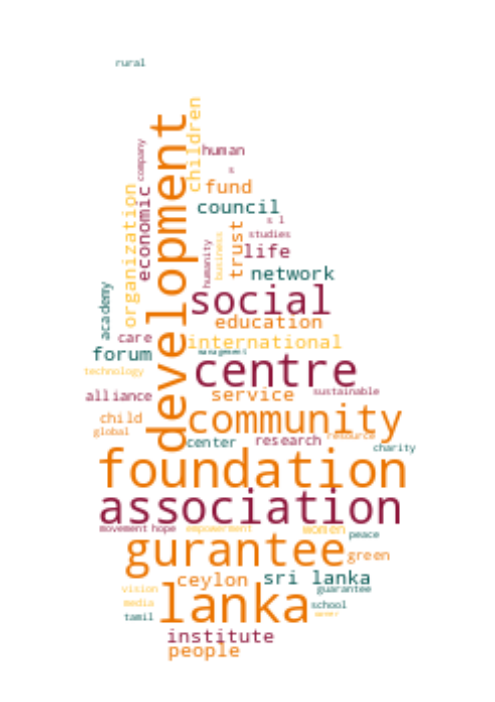 rural
development
children
company
human
s
fund
economic
organization
council
s l
studies
trust
business
humanity
life
network
academy
social
education
care
international
forum
management
centre
technology
alliance
service
sustainable
child
community
global
center
research
resource
charity
foundation
association
movement
hope
empowerment
women
peace
gurantee
green
ceylon
sri lanka
vision
guarantee
lanka
media
school
tamil
institute
people